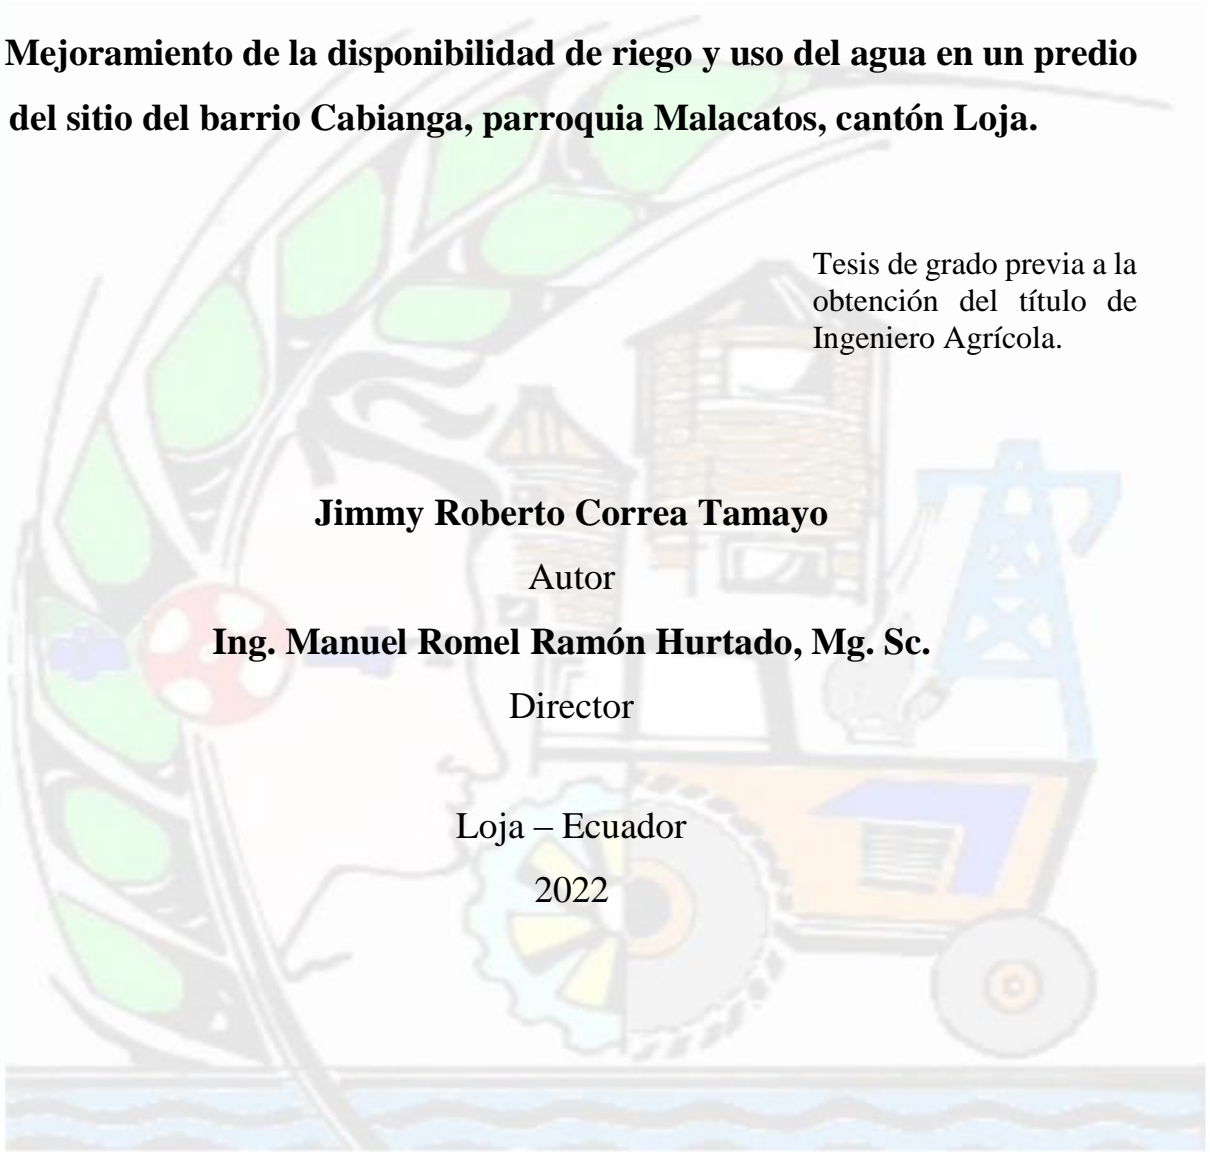 Mejoramiento de la disponibilidad de riego y uso del agua en un predio
del sitio del barrio Cabianga, parroquia Malacatos, cantón Loja.
Tesis de grado previa a la
obtención del título de
Ingeniero Agrícola.
Jimmy Roberto Correa Tamayo
Autor
Ing. Manuel Romel Ramón Hurtado, Mg. Sc.
Director
Loja – Ecuador
2022